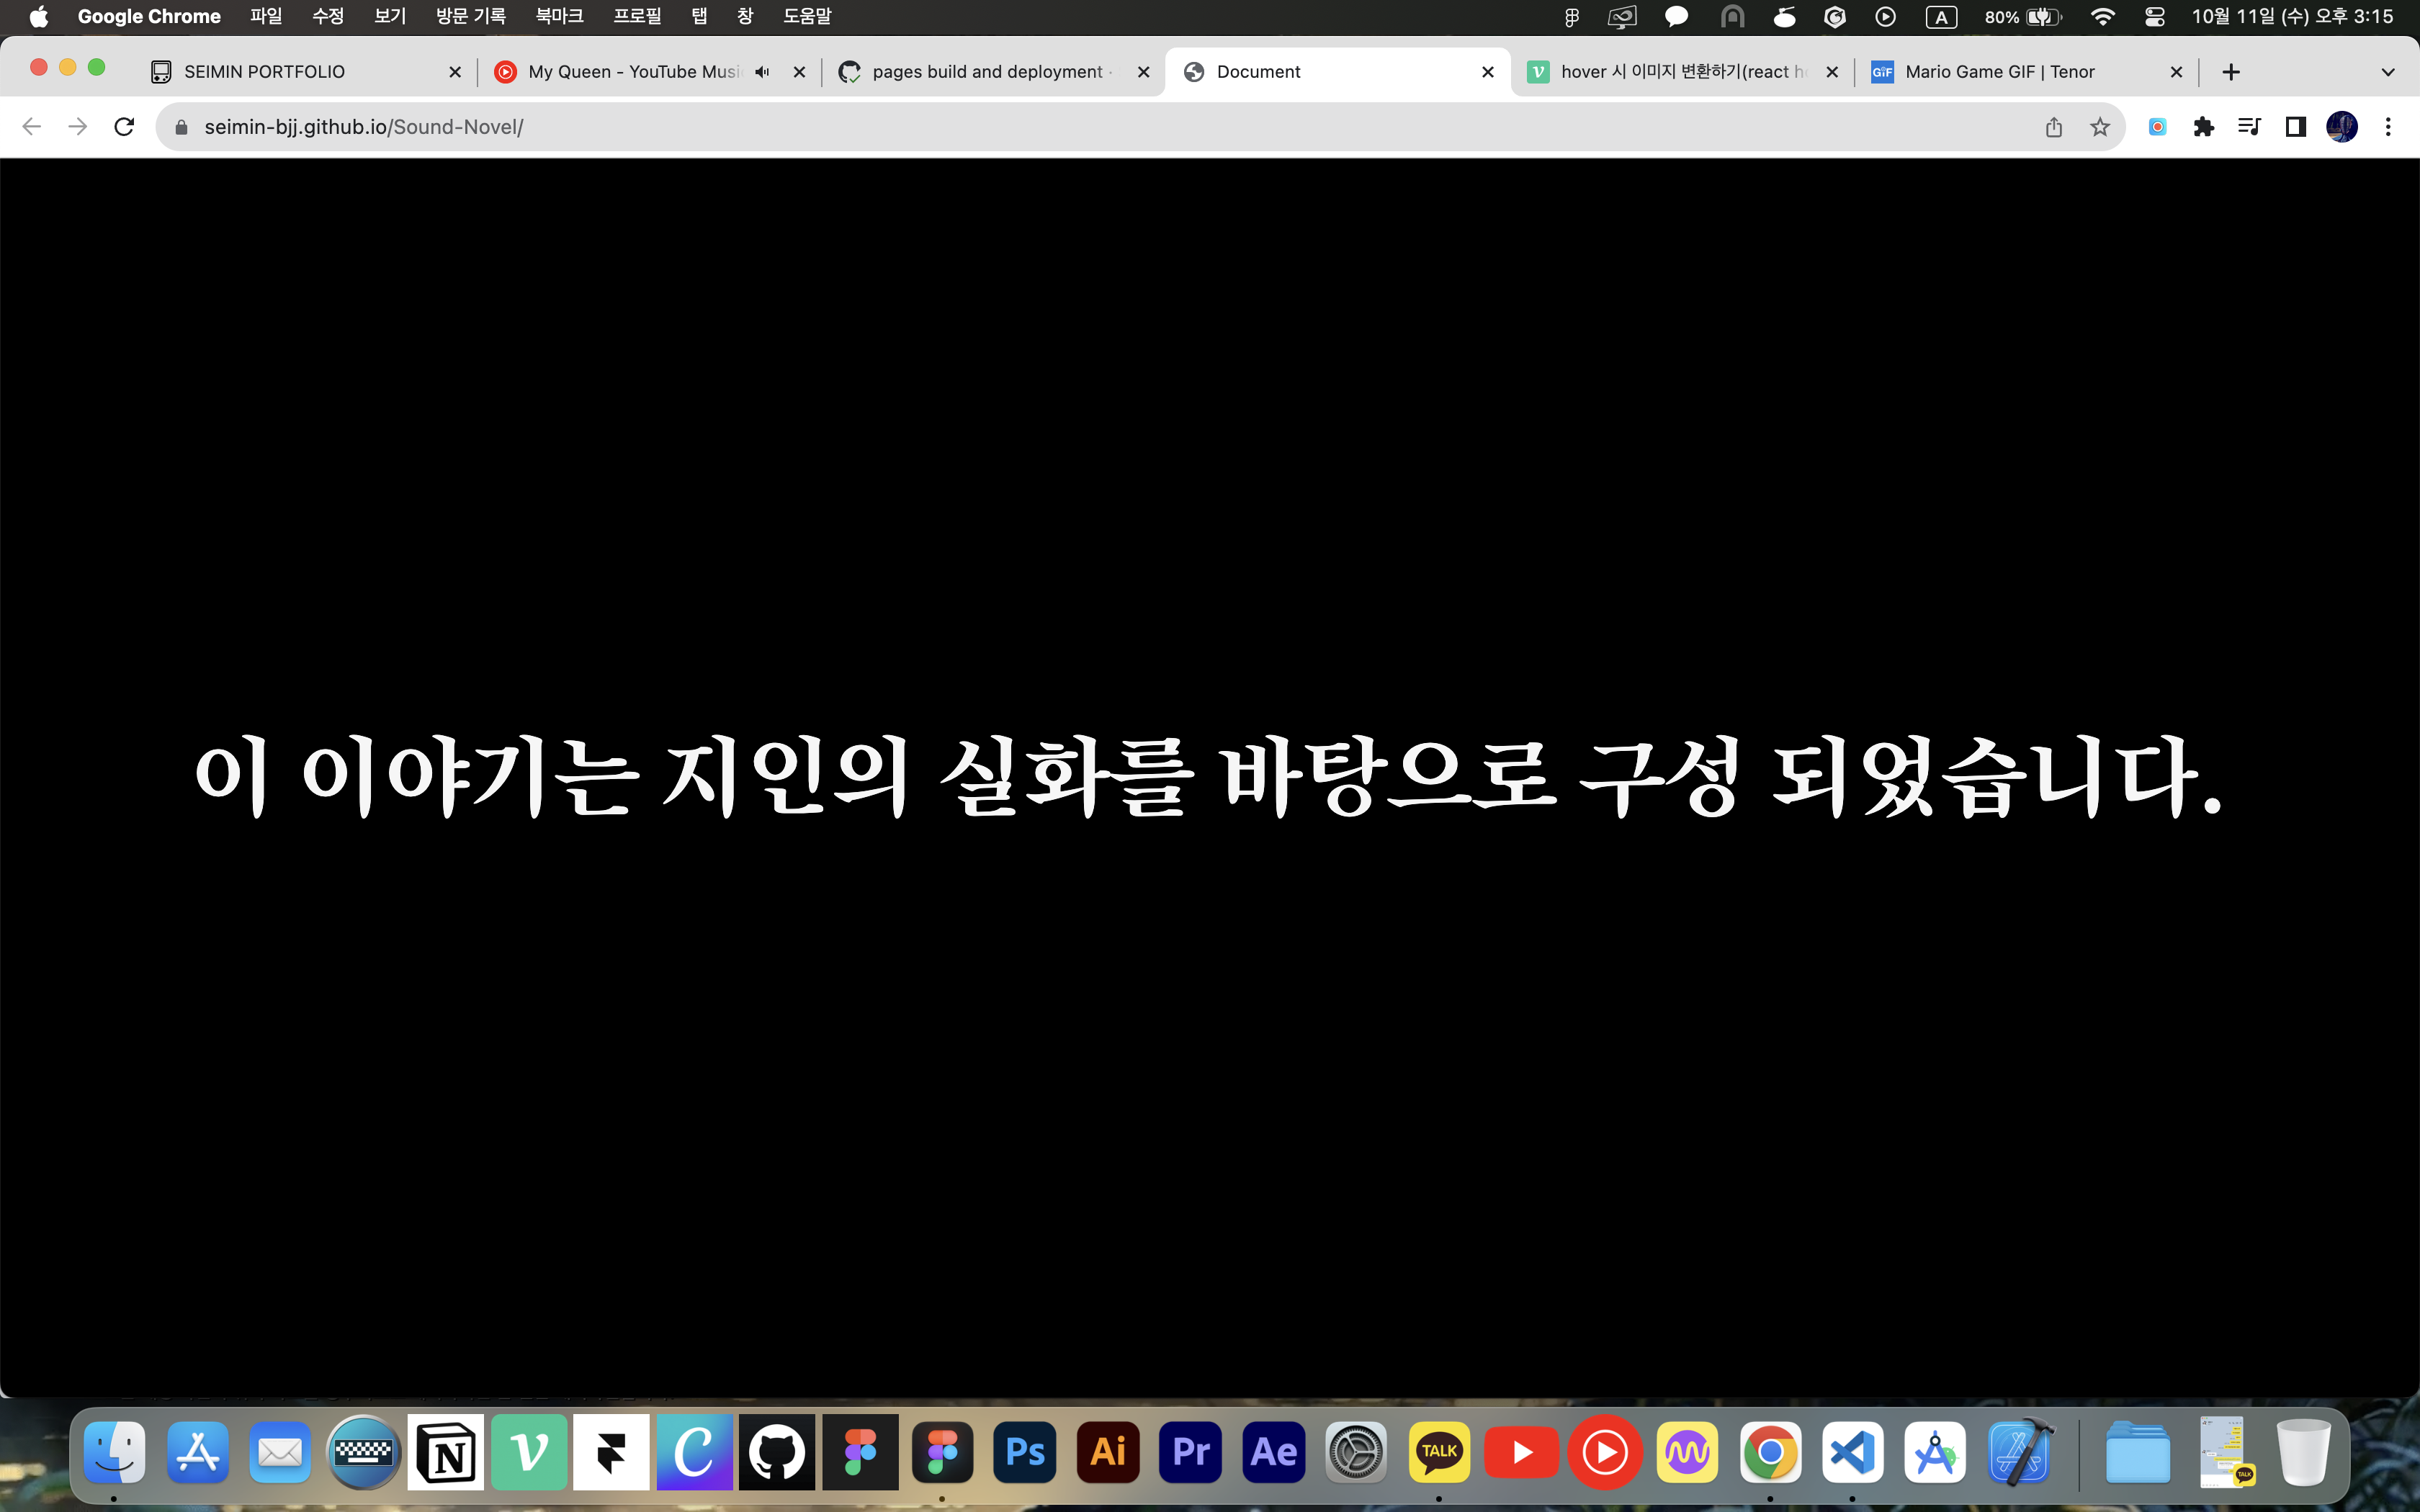 Google Chrome 파일 수정 보기 방문 기록 북마크 프로필 탭 창 도움말 A 80% 10월 11일 (수) 오후 3:15
SEIMIN PORTFOLIO My Queen - YouTube Musi pages build and deployment · Document v hover 시 이미지 변환하기(react h GIF Mario Game GIF | Tenor
seimin-bjj.github.io/Sound-Novel/
이 이야기는 지인의 실화를 바탕으로 구성 되었습니다.
N v C Ps Ai Pr Ae TALK TALK